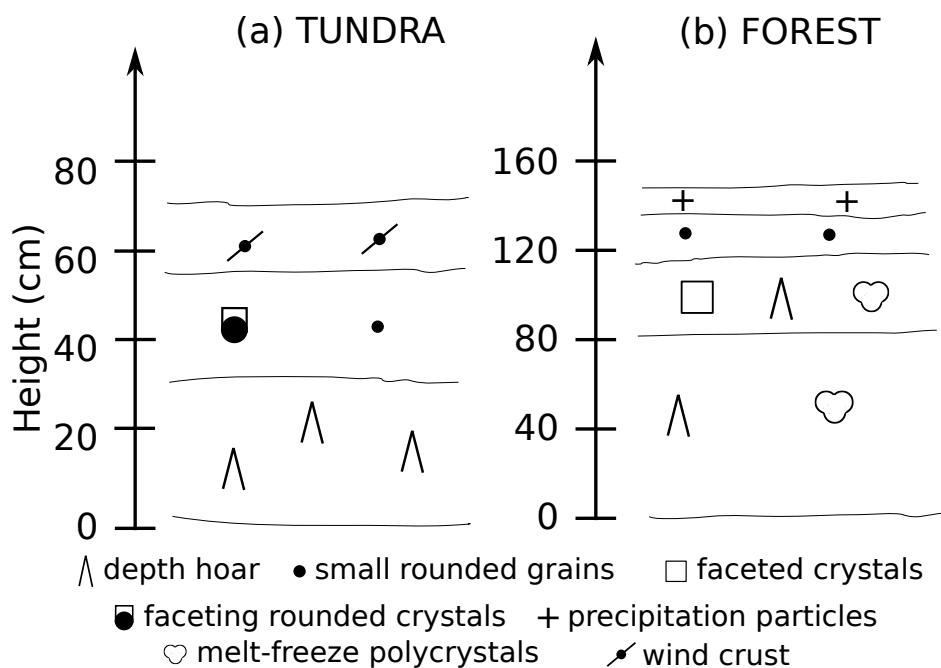 (a) TUNDRA
(b) FOREST
Height (cm)
80
60
40
20
0
160
120
80
40
0
depth hoar
small rounded grains
faceted crystals
faceting rounded crystals
precipitation particles
melt-freeze polycrystals
wind crust